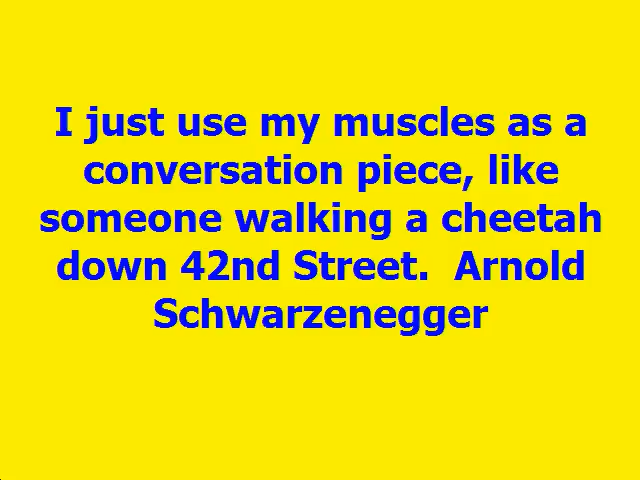 I just use my muscles as a
conversation piece, like
someone walking a cheetah
down 42nd Street.  Arnold
Schwarzenegger